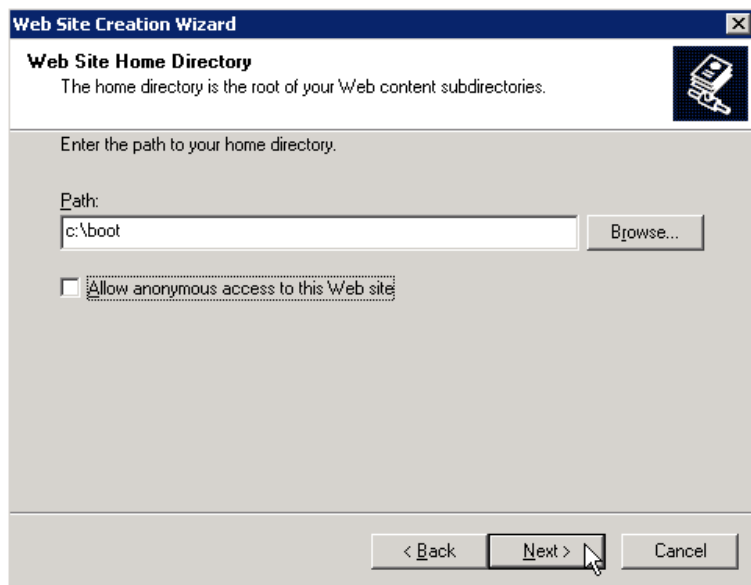 Web Site Creation Wizard
Web Site Home Directory
The home directory is the root of your Web content subdirectories.
Enter the path to your home directory.
Path:
c:\boot
Browse...
Allow anonymous access to this Web site
< Back
Next >
Cancel